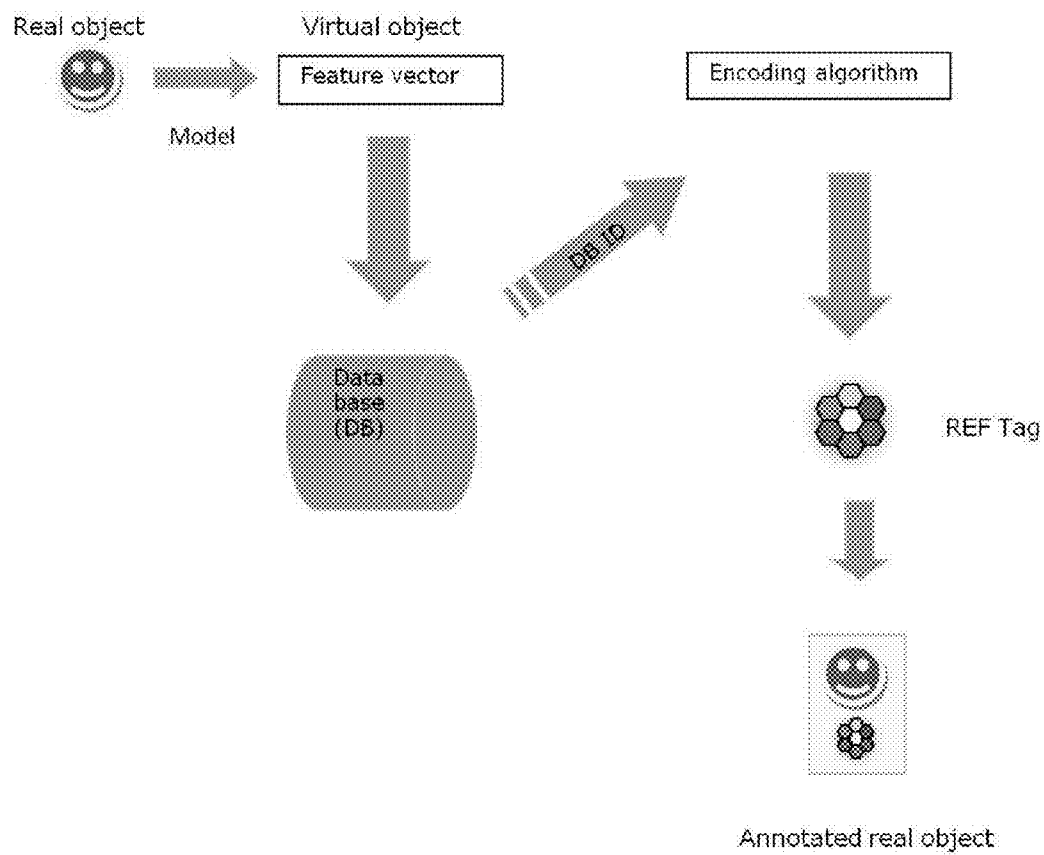 Real object
Virtual object
Feature vector
Encoding algorithm
Model
DB ID
Data
base
(DB)
REF Tag
Annotated real object